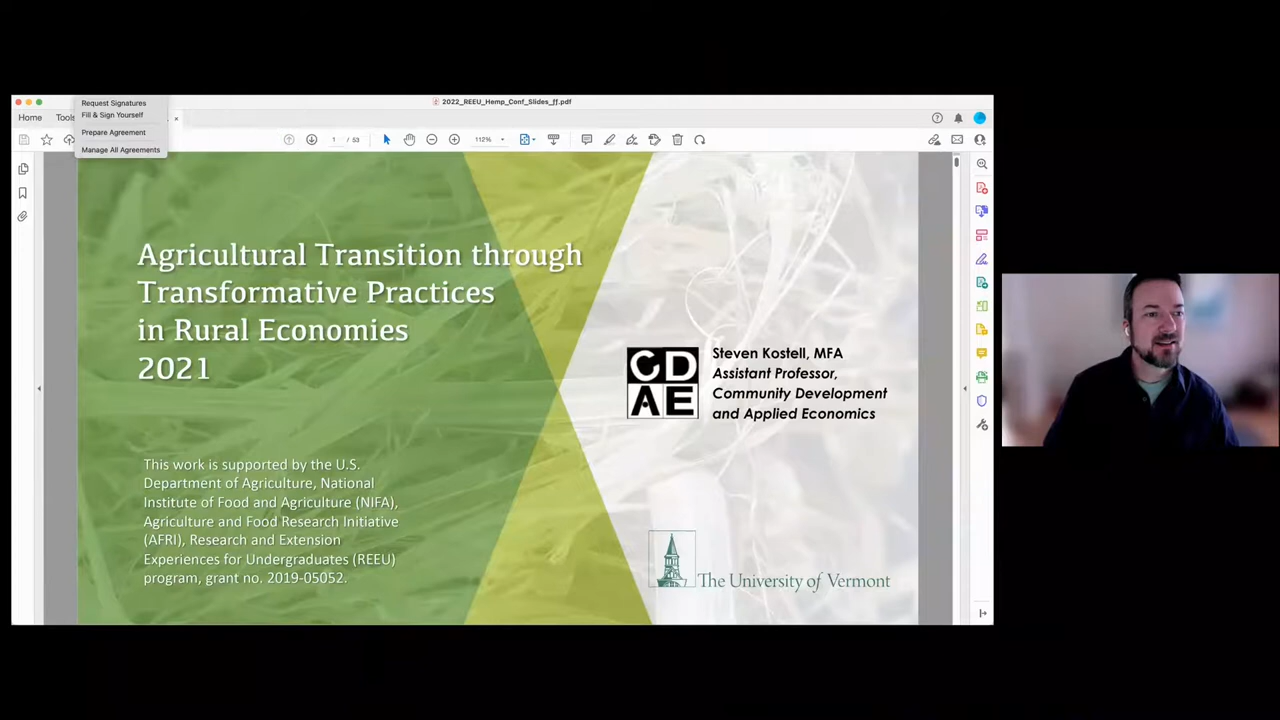 Request Signatures
Fill & Sign Yourself
Prepare Agreement
Manage All Agreements
2022_REEU_Hemp_Conf_Slides_ff.pdf
Home
Tools
1 / 53
112%
Agricultural Transition through
Transformative Practices
in Rural Economies
2021
CD
AE
Steven Kostell, MFA
Assistant Professor,
Community Development
and Applied Economics
This work is supported by the U.S.
Department of Agriculture, National
Institute of Food and Agriculture (NIFA),
Agriculture and Food Research Initiative
(AFRI), Research and Extension
Experiences for Undergraduates (REEU)
program, grant no. 2019-05052.
The University of Vermont